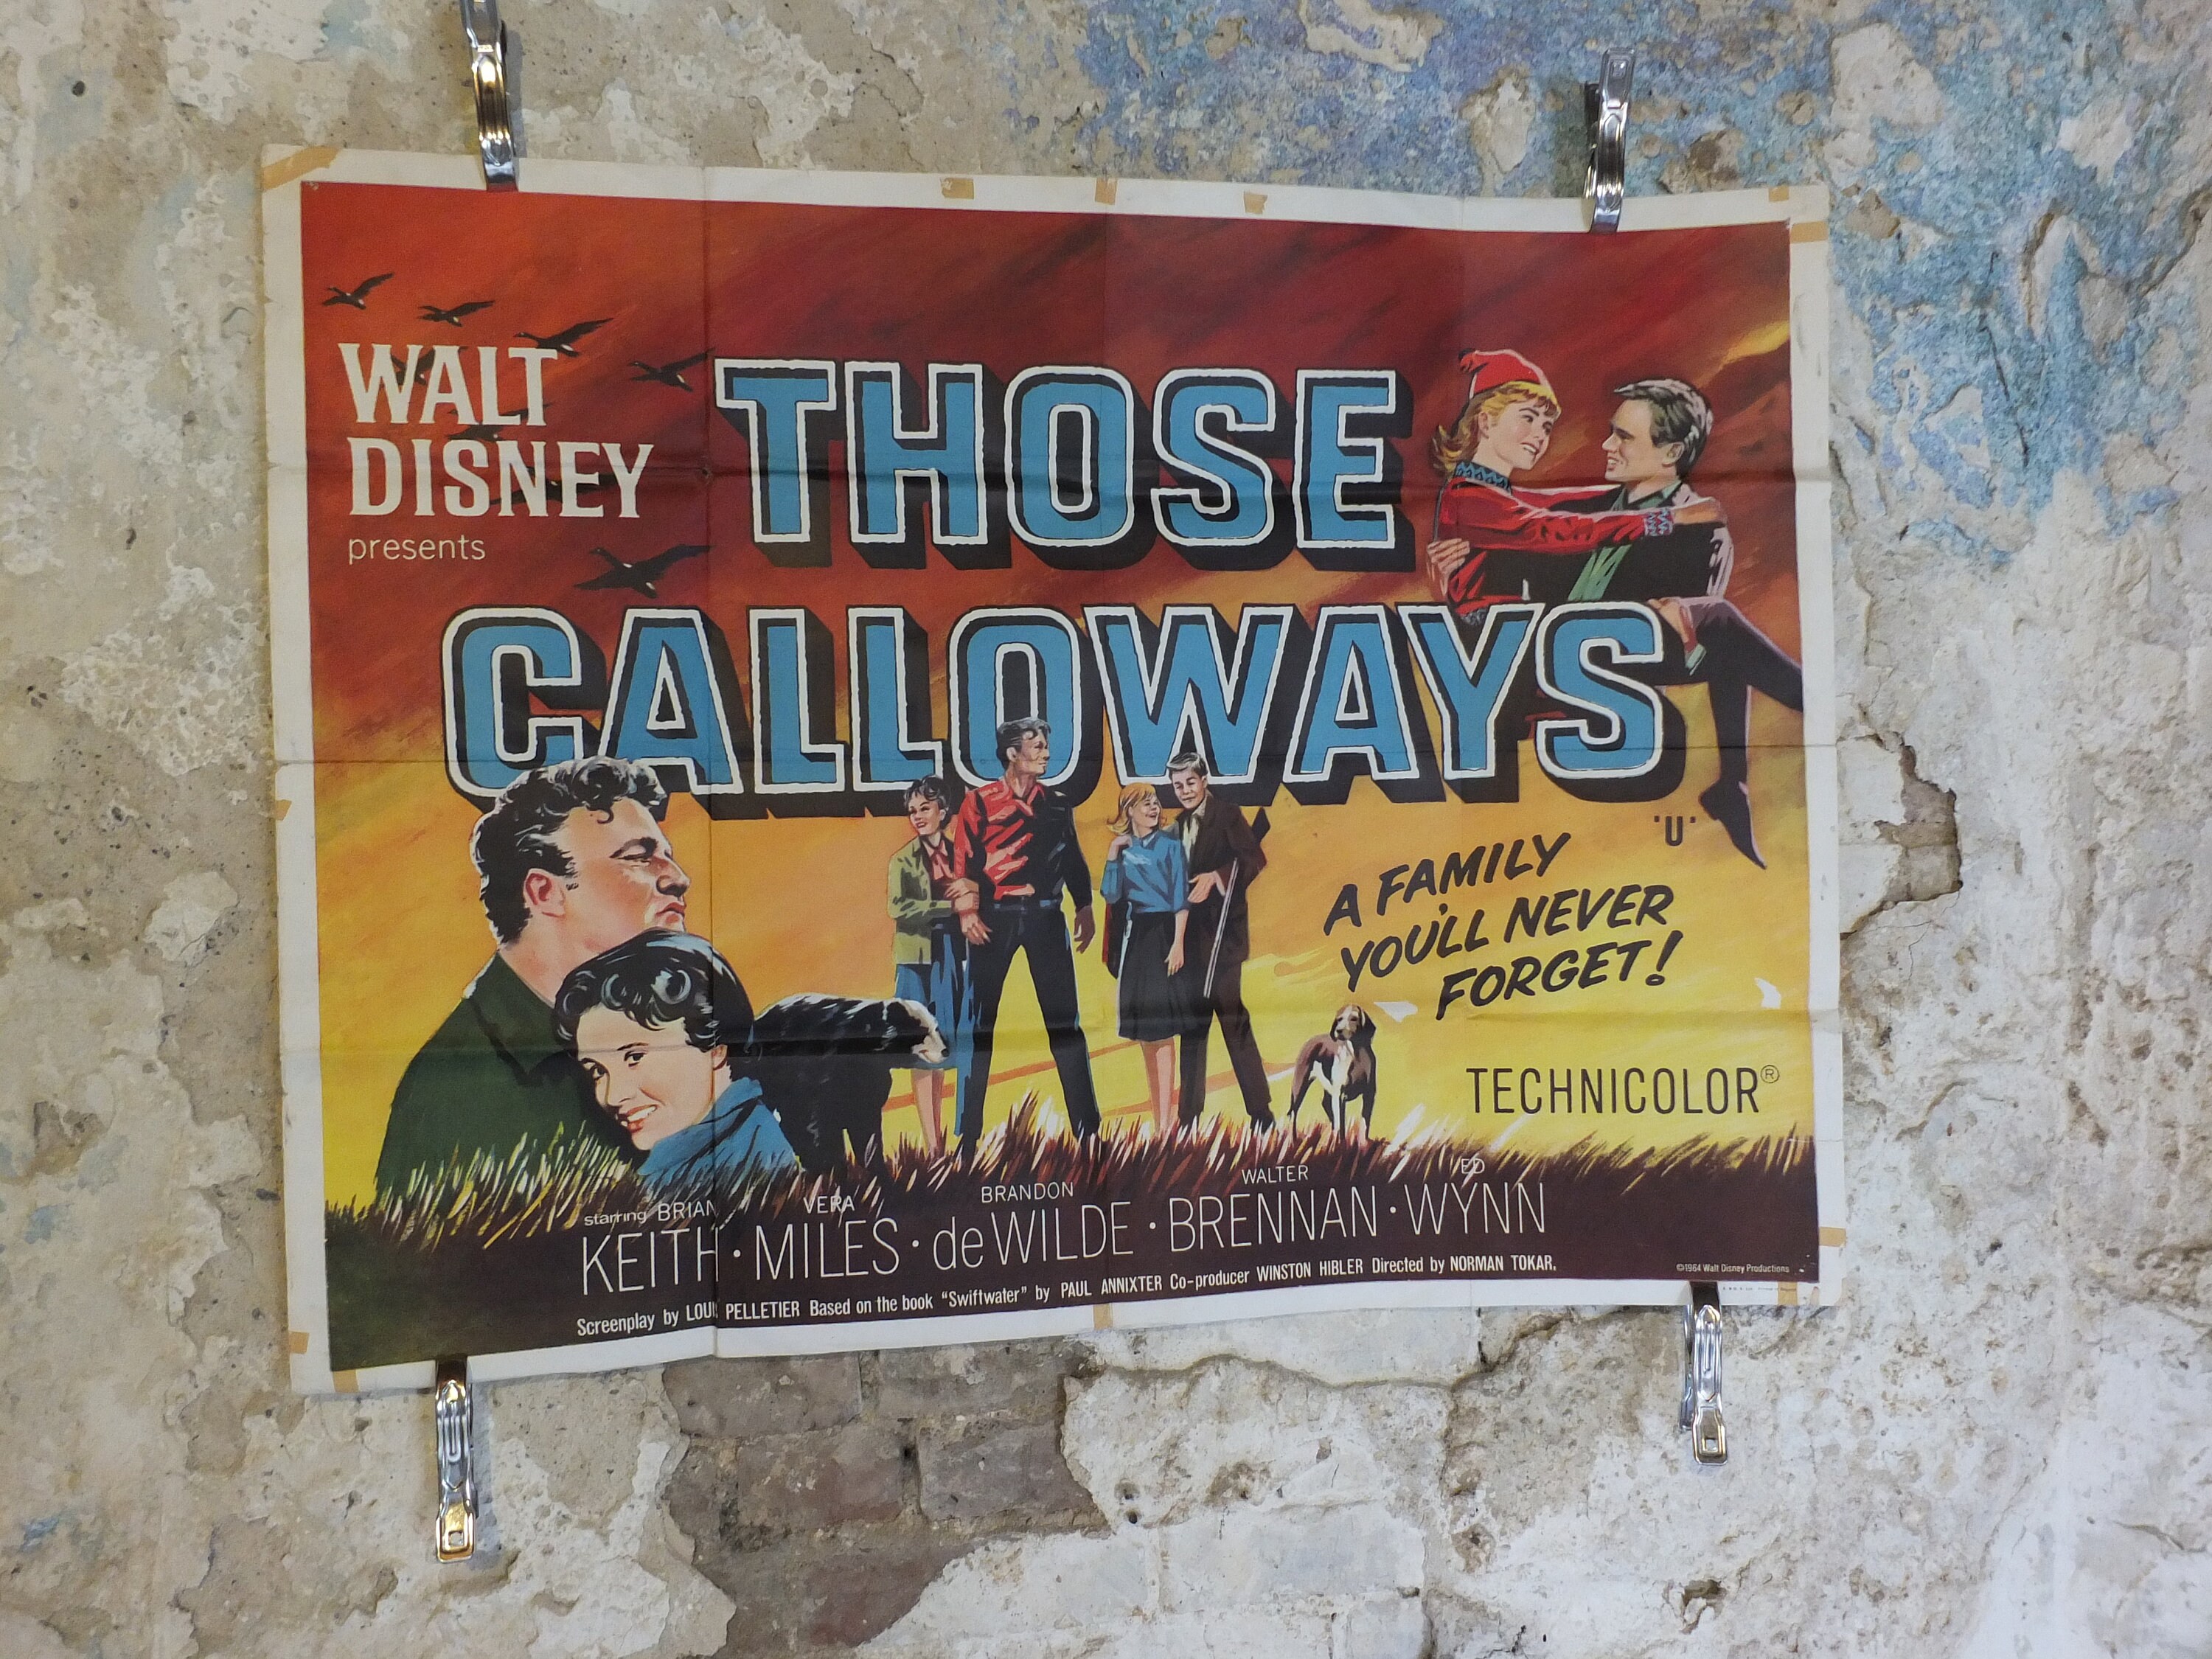 WALT
DISNEY
presents
THOSE
CALLOWAYS
'U'
A FAMILY
YOU'LL NEVER
FORGET!
TECHNICOLOR®
starring BRIAN KEITH · VERA MILES · BRANDON deWILDE · WALTER BRENNAN · ED WYNN
Screenplay by LOUIS PELLETIER Based on the book "Swiftwater" by PAUL ANNIXTER Co-producer WINSTON HIBLER Directed by NORMAN TOKAR.
©1964 Walt Disney Productions